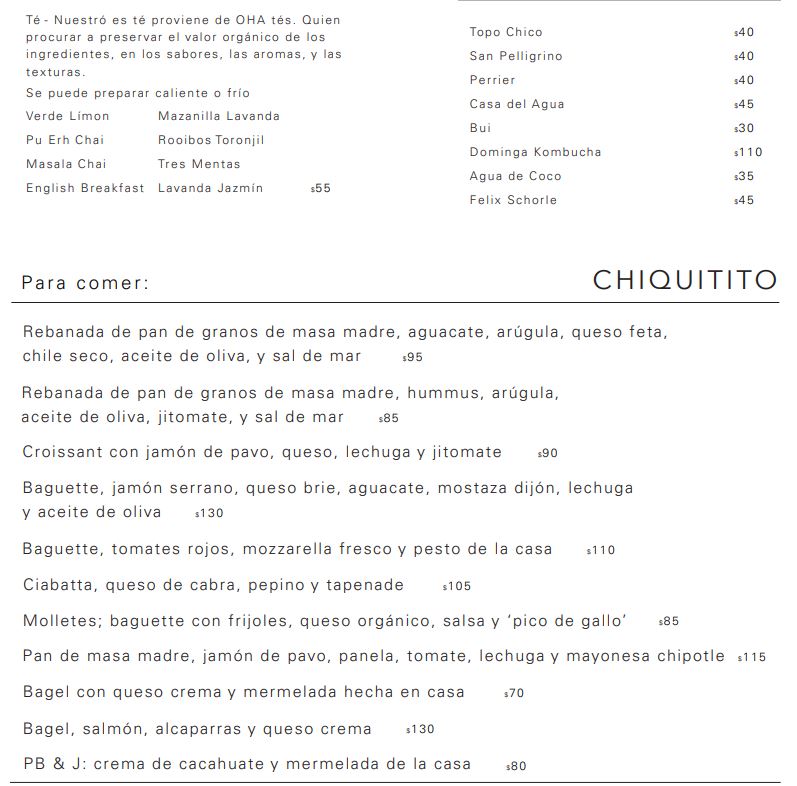 Té - Nuestró es té proviene de OHA tés. Quien
procurar a preservar el valor orgánico de los
ingredientes, en los sabores, las aromas, y las
texturas.
Se puede preparar caliente o frío
Verde Límon Mazanilla Lavanda
Pu Erh Chai Rooibos Toronjil
Masala Chai Tres Mentas
English Breakfast Lavanda Jazmín $55
Topo Chico $40
San Pelligrino $40
Perrier $40
Casa del Agua $45
Bui $30
Dominga Kombucha $110
Agua de Coco $35
Felix Schorle $45
Para comer: CHIQUITITO
Rebanada de pan de granos de masa madre, aguacate, arúgula, queso feta,
chile seco, aceite de oliva, y sal de mar $95
Rebanada de pan de granos de masa madre, hummus, arúgula,
aceite de oliva, jitomate, y sal de mar $85
Croissant con jamón de pavo, queso, lechuga y jitomate $90
Baguette, jamón serrano, queso brie, aguacate, mostaza dijón, lechuga
y aceite de oliva $130
Baguette, tomates rojos, mozzarella fresco y pesto de la casa $110
Ciabatta, queso de cabra, pepino y tapenade $105
Molletes; baguette con frijoles, queso orgánico, salsa y ‘pico de gallo’ $85
Pan de masa madre, jamón de pavo, panela, tomate, lechuga y mayonesa chipotle $115
Bagel con queso crema y mermelada hecha en casa $70
Bagel, salmón, alcaparras y queso crema $130
PB & J: crema de cacahuate y mermelada de la casa $80